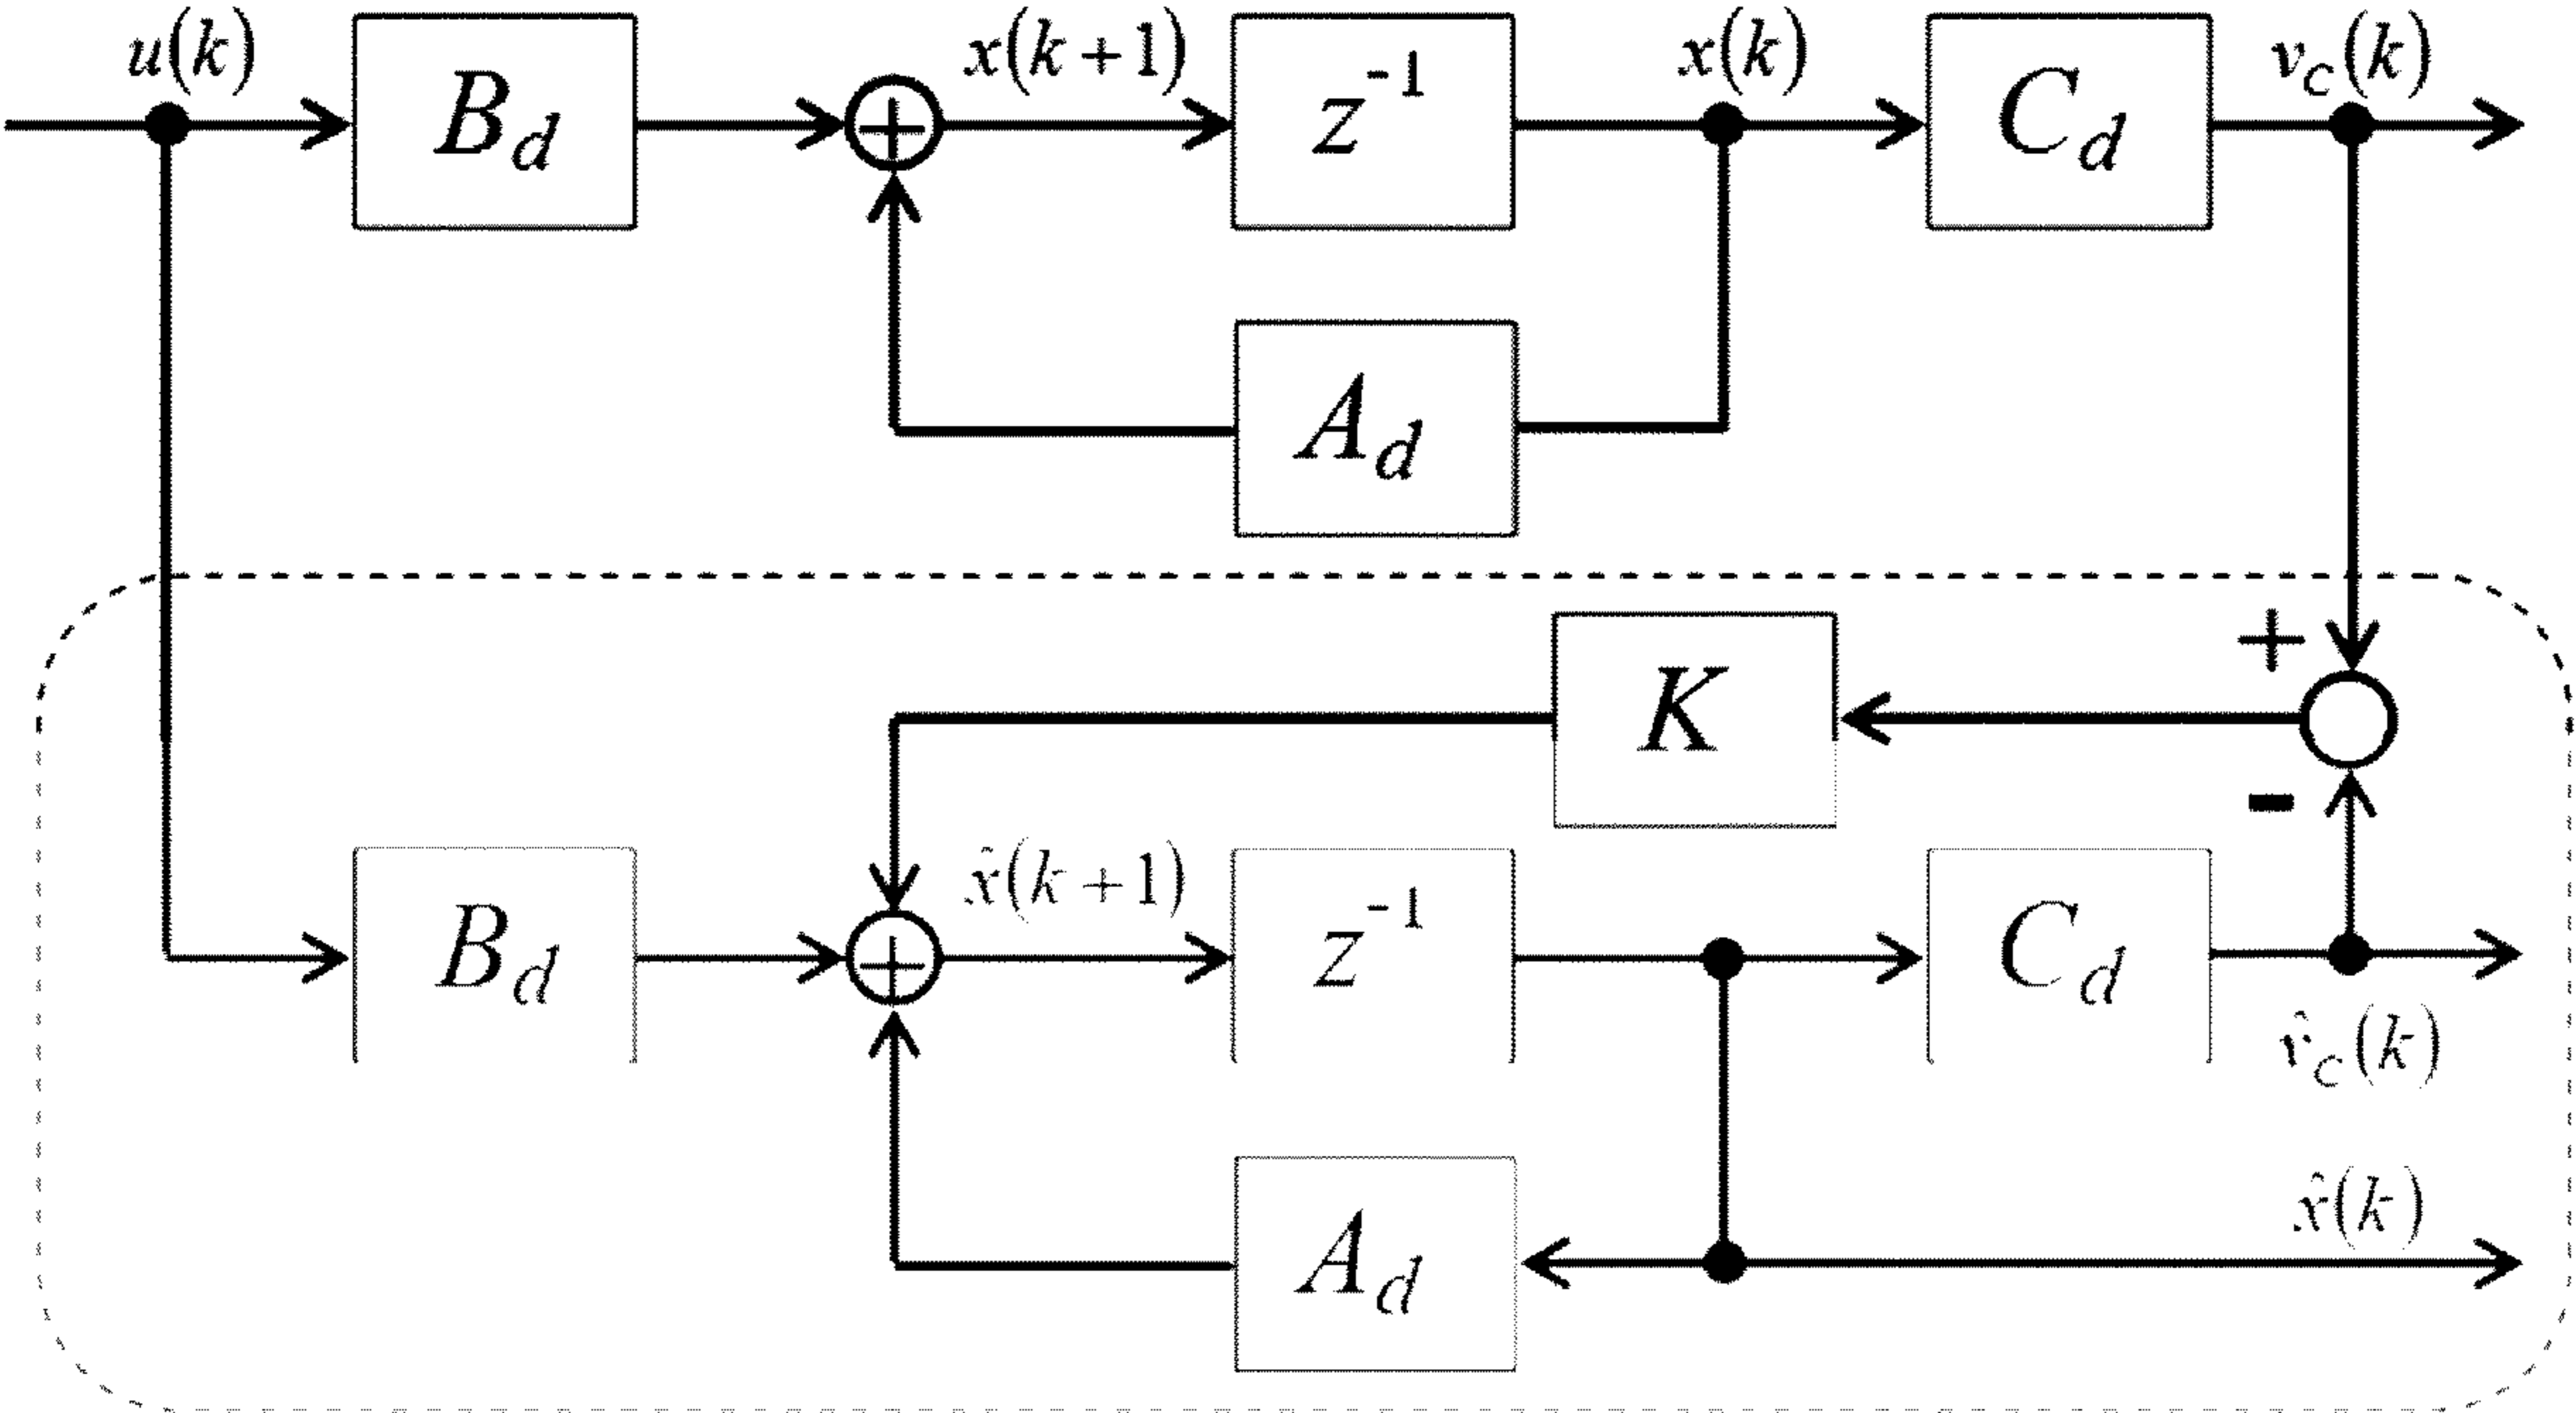 u(k) B_d x(k+1) z^{-1} x(k) C_d v_C(k)
+
A_d
+
K
-
B_d + x̂(k+1) z^{-1} C_d
v̂_C(k)
A_d x̂(k)